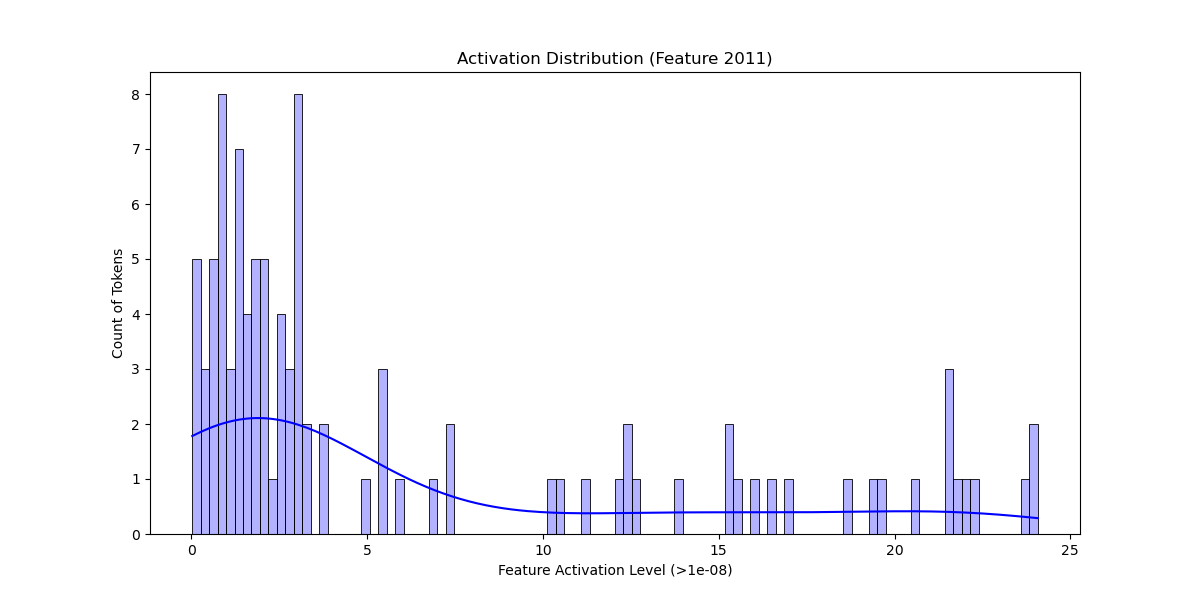 Activation Distribution (Feature 2011)
8
7
6
5
4
3
2
1
0
Count of Tokens
0 5 10 15 20 25
Feature Activation Level (>1e-08)